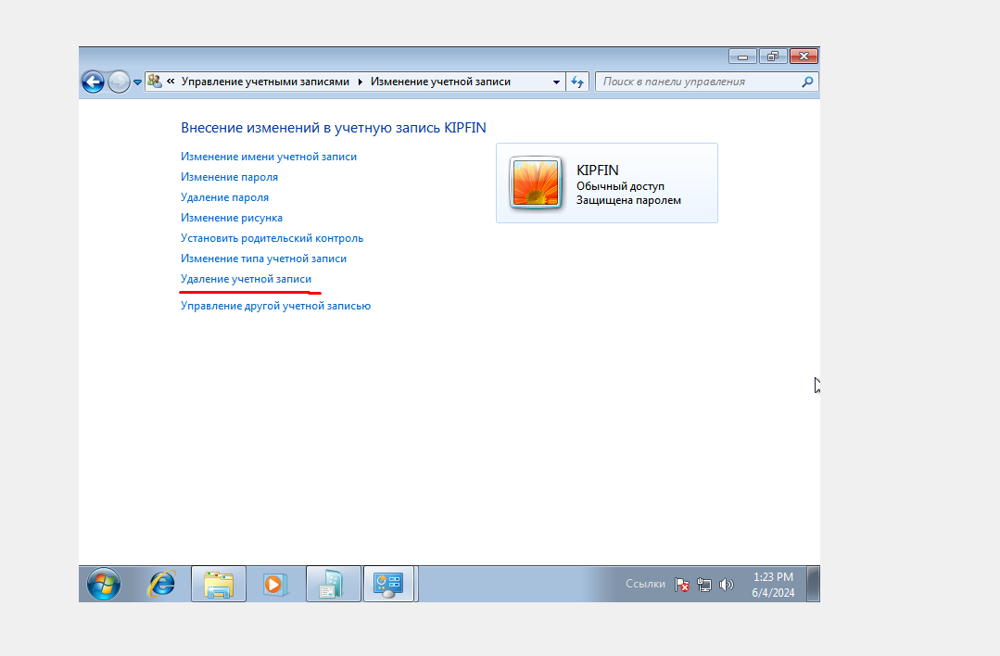 « Управление учетными записями Изменение учетной записи
Поиск в панели управления
Внесение изменений в учетную запись KIPFIN
Изменение имени учетной записи
Изменение пароля
Удаление пароля
Изменение рисунка
Установить родительский контроль
Изменение типа учетной записи
Удаление учетной записи
Управление другой учетной записью
KIPFIN
Обычный доступ
Защищена паролем
Ссылки
1:23 PM
6/4/2024